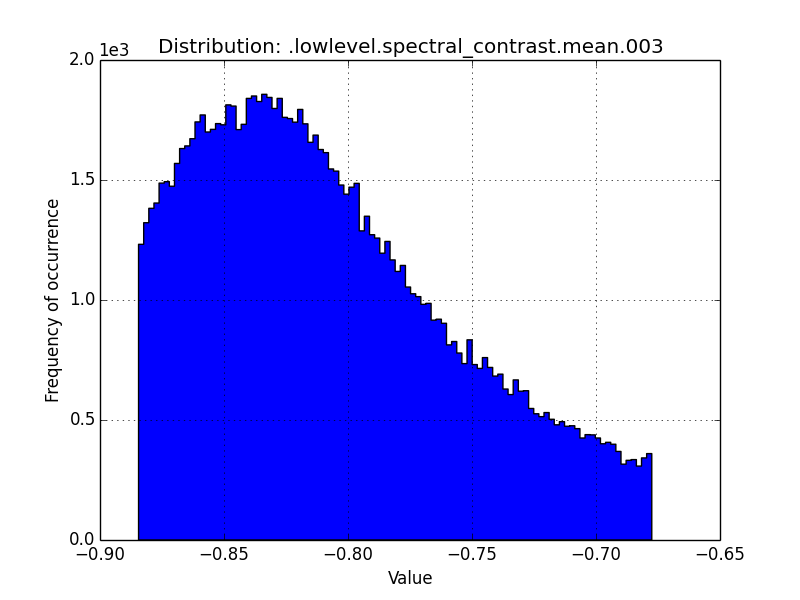 Distribution: .lowlevel.spectral_contrast.mean.003
1e3
2.0
1.5
1.0
0.5
0.0
Frequency of occurrence
−0.90 −0.85 −0.80 −0.75 −0.70 −0.65
Value